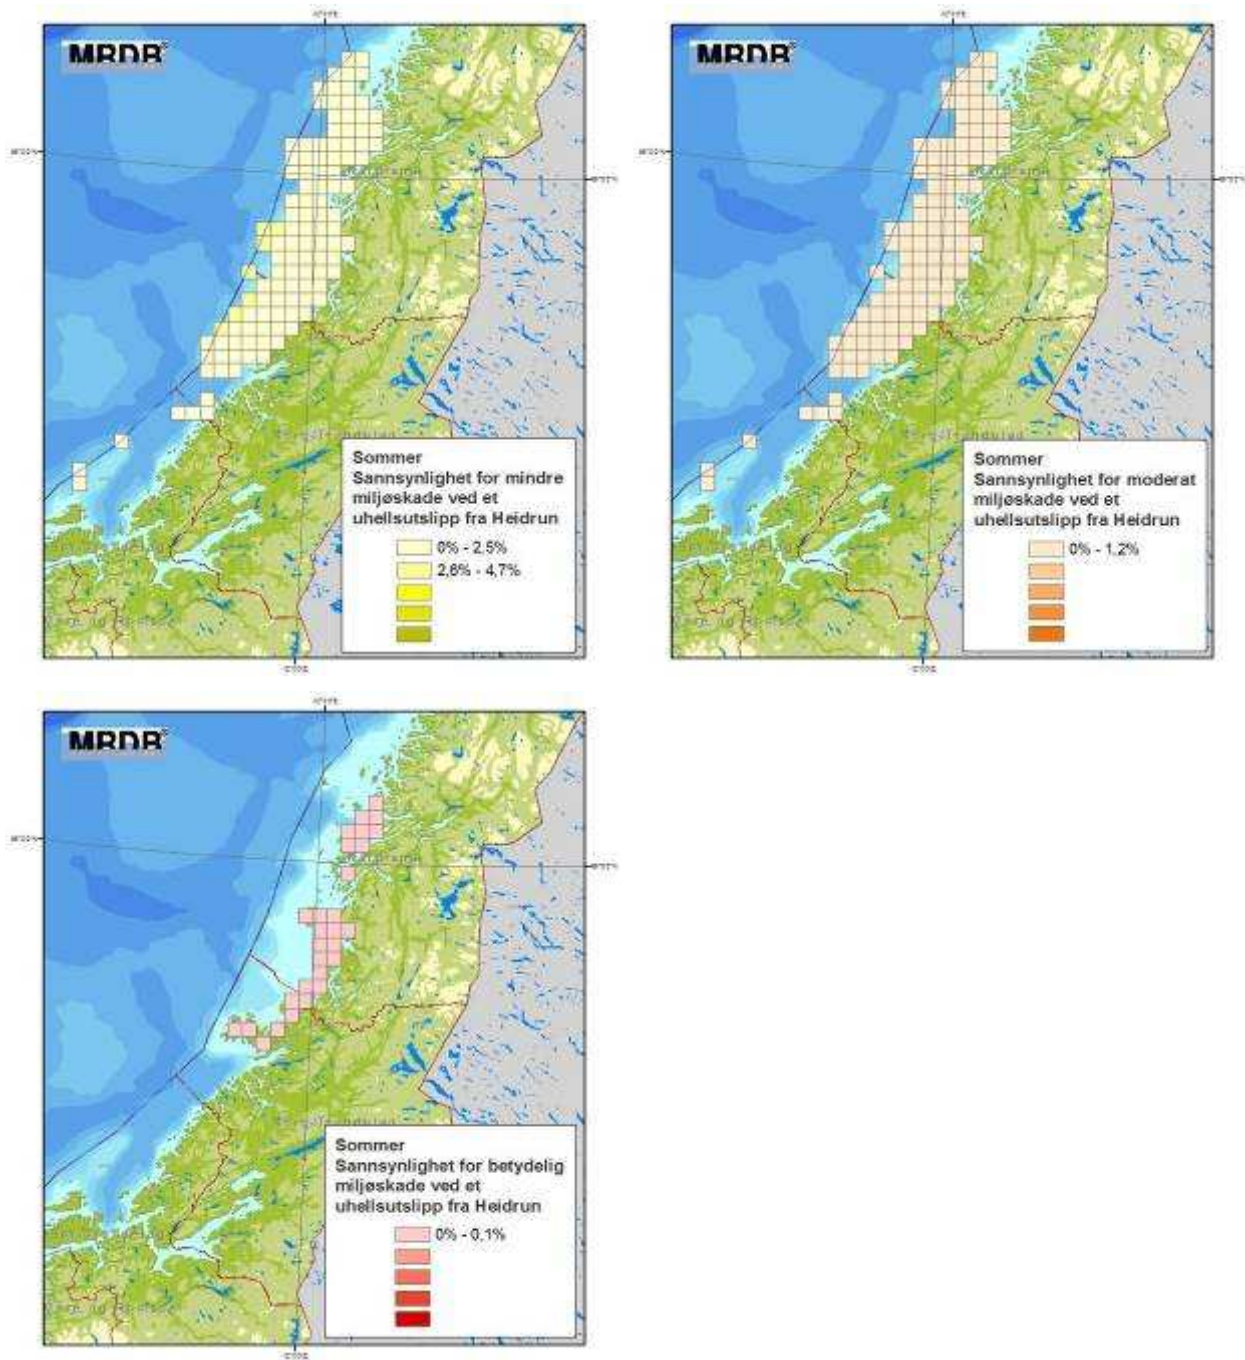 MRDB®
Sommer
Sannsynlighet for mindre
miljøskade ved et
uhellsutslipp fra Heidrun
0% - 2.5%
2,6% - 4,7%
MRDB®
Sommer
Sannsynlighet for moderat
miljøskade ved et
uhellsutslipp fra Heidrun
0% - 1,2%
MRDB®
Sommer
Sannsynlighet for betydelig
miljøskade ved et
uhellsutslipp fra Heidrun
0% - 0,1%